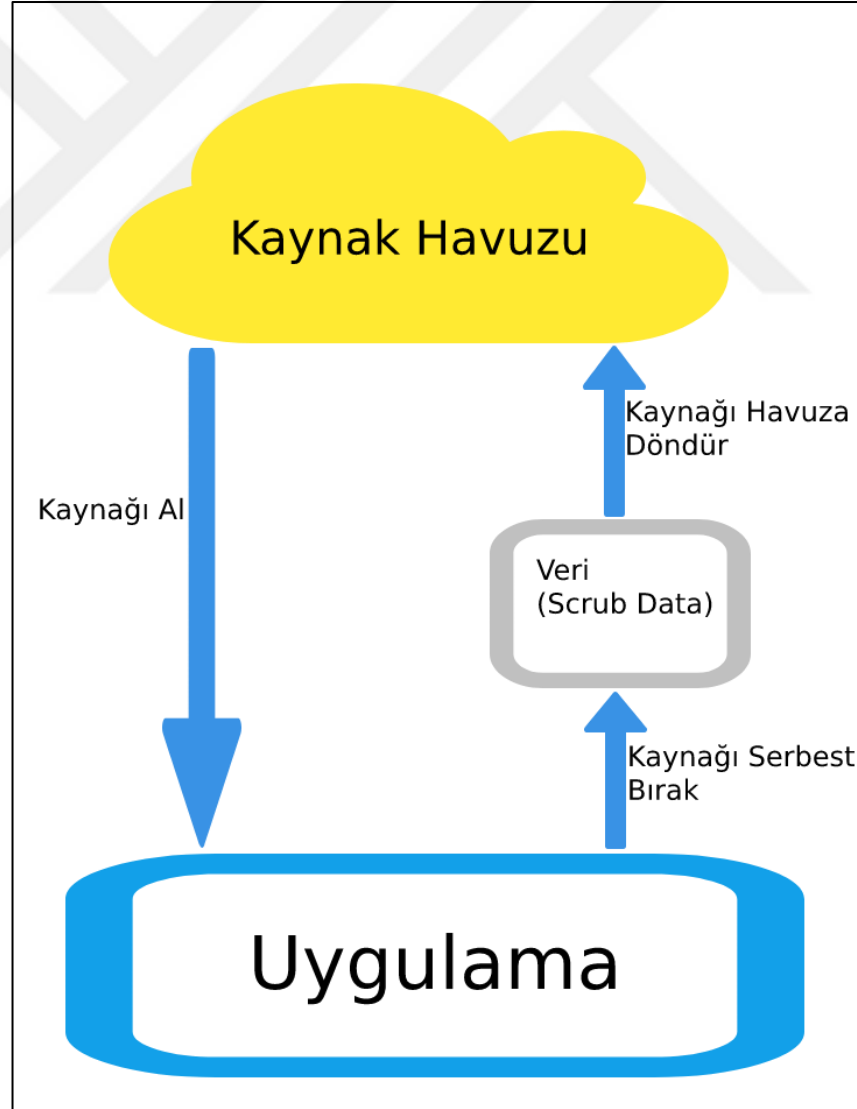 Kaynak Havuzu
Kaynağı Al
Kaynağı Havuza
Döndür
Veri
(Scrub Data)
Kaynağı Serbest
Bırak
Uygulama